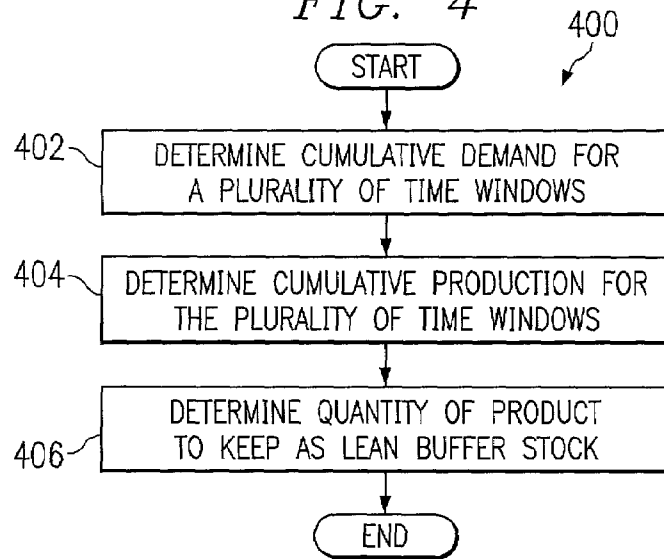 FIG. 4
400
START
402
DETERMINE CUMULATIVE DEMAND FOR
A PLURALITY OF TIME WINDOWS
404
DETERMINE CUMULATIVE PRODUCTION FOR
THE PLURALITY OF TIME WINDOWS
DETERMINE QUANTITY OF PRODUCT
TO KEEP AS LEAN BUFFER STOCK
406
END